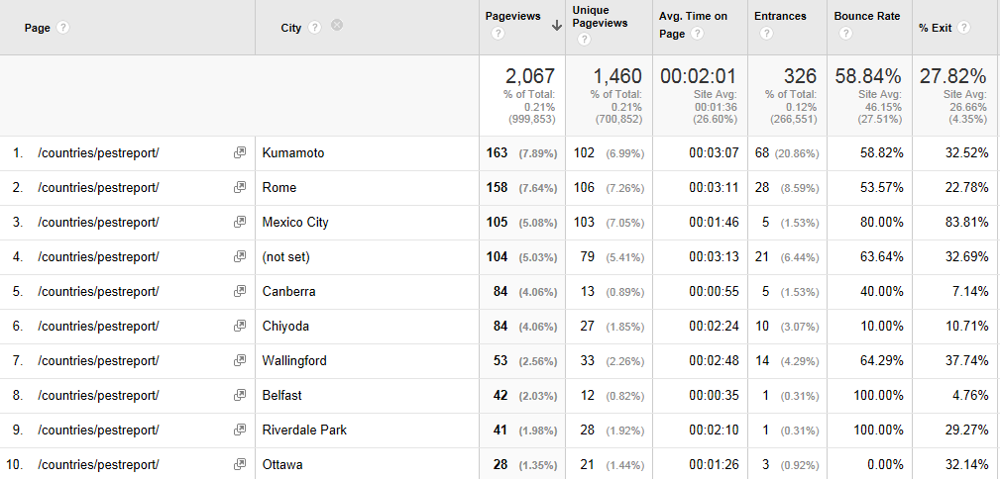 Page ? City ? Pageviews ? Unique Pageviews ? Avg. Time on Page ? Entrances ? Bounce Rate ? % Exit ?
2,067 1,460 00:02:01 326 58.84% 27.82%
% of Total: % of Total: Site Avg: % of Total: Site Avg: Site Avg:
0.21% 0.21% 00:01:36 0.12% 46.15% 26.66%
(999,853) (700,852) (26.60%) (266,551) (27.51%) (4.35%)
1. /countries/pestreport/ Kumamoto 163 (7.89%) 102 (6.99%) 00:03:07 68 (20.86%) 58.82% 32.52%
2. /countries/pestreport/ Rome 158 (7.64%) 106 (7.26%) 00:03:11 28 (8.59%) 53.57% 22.78%
3. /countries/pestreport/ Mexico City 105 (5.08%) 103 (7.05%) 00:01:46 5 (1.53%) 80.00% 83.81%
4. /countries/pestreport/ (not set) 104 (5.03%) 79 (5.41%) 00:03:13 21 (6.44%) 63.64% 32.69%
5. /countries/pestreport/ Canberra 84 (4.06%) 13 (0.89%) 00:00:55 5 (1.53%) 40.00% 7.14%
6. /countries/pestreport/ Chiyoda 84 (4.06%) 27 (1.85%) 00:02:24 10 (3.07%) 10.00% 10.71%
7. /countries/pestreport/ Wallingford 53 (2.56%) 33 (2.26%) 00:02:48 14 (4.29%) 64.29% 37.74%
8. /countries/pestreport/ Belfast 42 (2.03%) 12 (0.82%) 00:00:35 1 (0.31%) 100.00% 4.76%
9. /countries/pestreport/ Riverdale Park 41 (1.98%) 28 (1.92%) 00:02:10 1 (0.31%) 100.00% 29.27%
10. /countries/pestreport/ Ottawa 28 (1.35%) 21 (1.44%) 00:01:26 3 (0.92%) 0.00% 32.14%